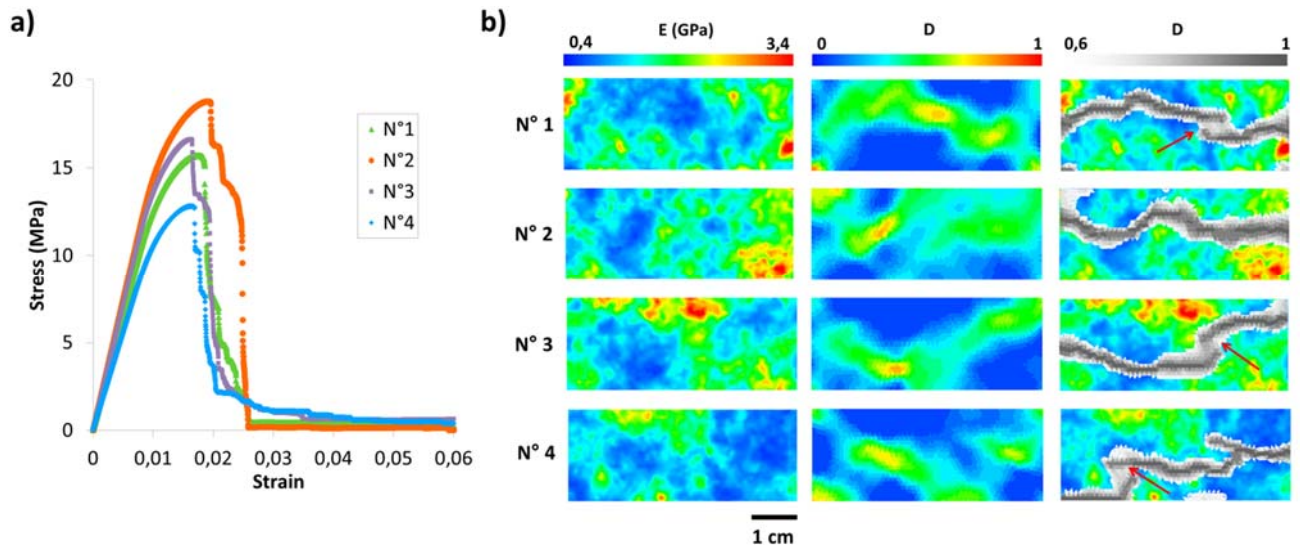 a)
20
15
10
5
0
Stress (MPa)
0
0,01
0,02
0,03
0,04
0,05
0,06
Strain
N°1
N°2
N°3
N°4
b)
E (GPa)
0,4
3,4
D
0
1
D
0,6
1
N° 1
N° 2
N° 3
N° 4
1 cm